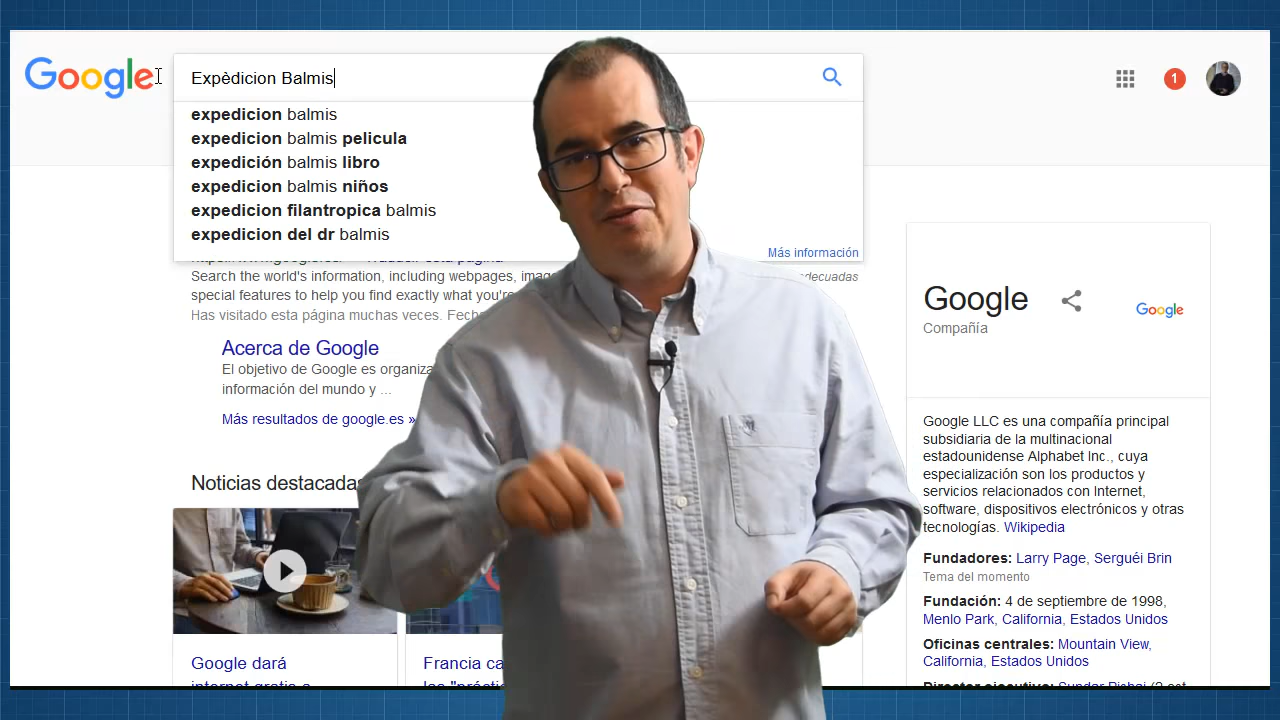 Google
Expèdicion Balmis
1
expedicion balmis
expedicion balmis pelicula
expedición balmis libro
expedicion balmis niños
expedicion filantropica balmis
expedicion del dr balmis
Más información
Search the world's information, including webpages,
special features to help you find exactly what you're
Has visitado esta página muchas veces.
Acerca de Google
El objetivo de Google es
información del mundo y ...
Más resultados de google.es »
Noticias destacadas
Google dará
Francia
Google
Google
Compañía
Google LLC es una compañía principal
subsidiaria de la multinacional
estadounidense Alphabet Inc., cuya
especialización son los productos y
servicios relacionados con Internet,
software, dispositivos electrónicos y otras
tecnologías. Wikipedia
Fundadores: Larry Page, Serguéi Brin
Tema del momento
Fundación: 4 de septiembre de 1998,
Menlo Park, California, Estados Unidos
Oficinas centrales: Mountain View,
California, Estados Unidos